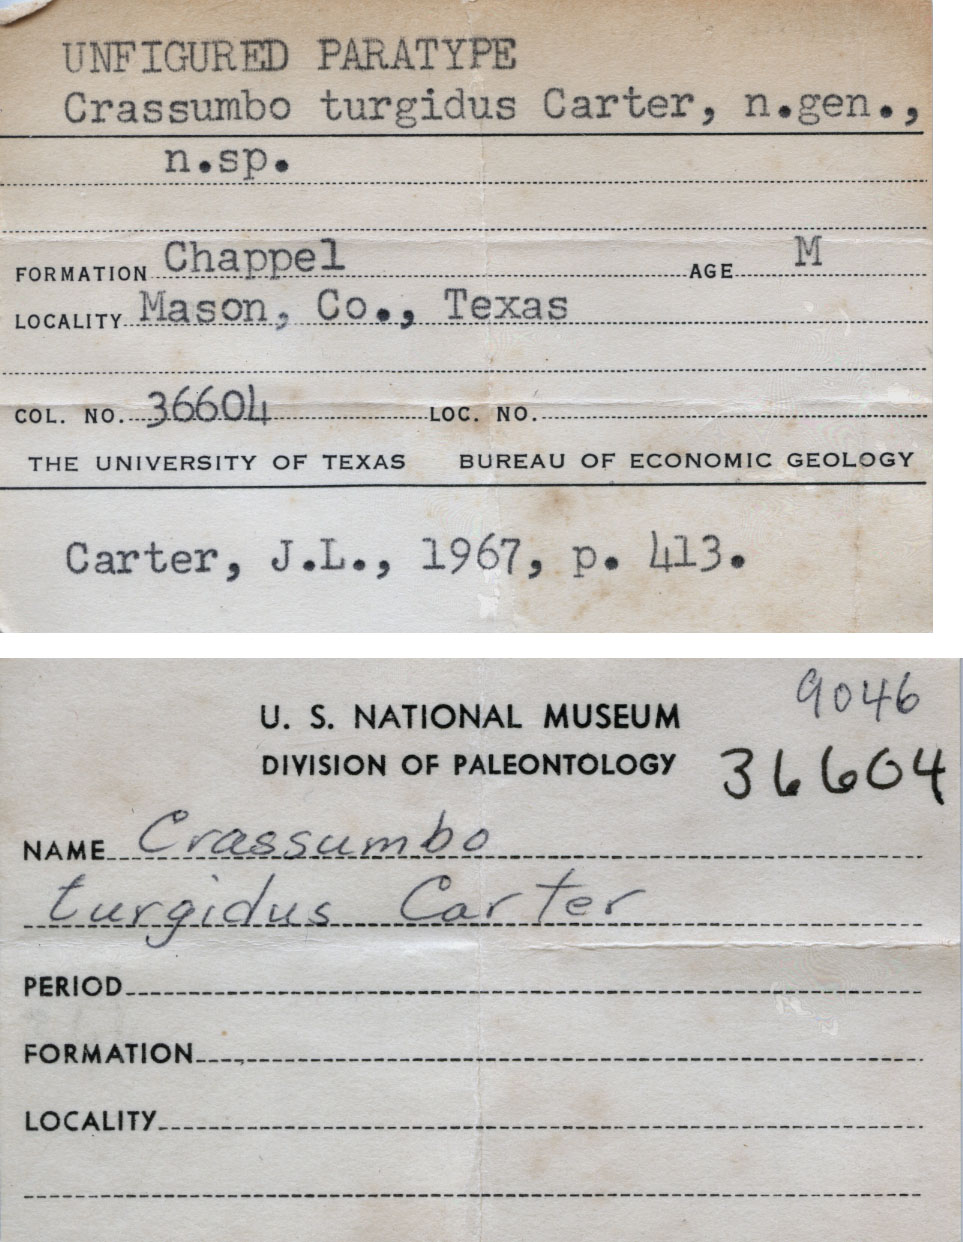 UNFIGURED PARATYPE
Crassumbo turgidus Carter, n.gen.,
n.sp.
FORMATION Chappel AGE M
LOCALITY Mason, Co., Texas
COL. NO. 36604 LOC. NO.
THE UNIVERSITY OF TEXAS BUREAU OF ECONOMIC GEOLOGY
Carter, J.L., 1967, p. 413.
9046
U. S. NATIONAL MUSEUM
DIVISION OF PALEONTOLOGY 36604
NAME Crassumbo
turgidus Carter
PERIOD
FORMATION
LOCALITY